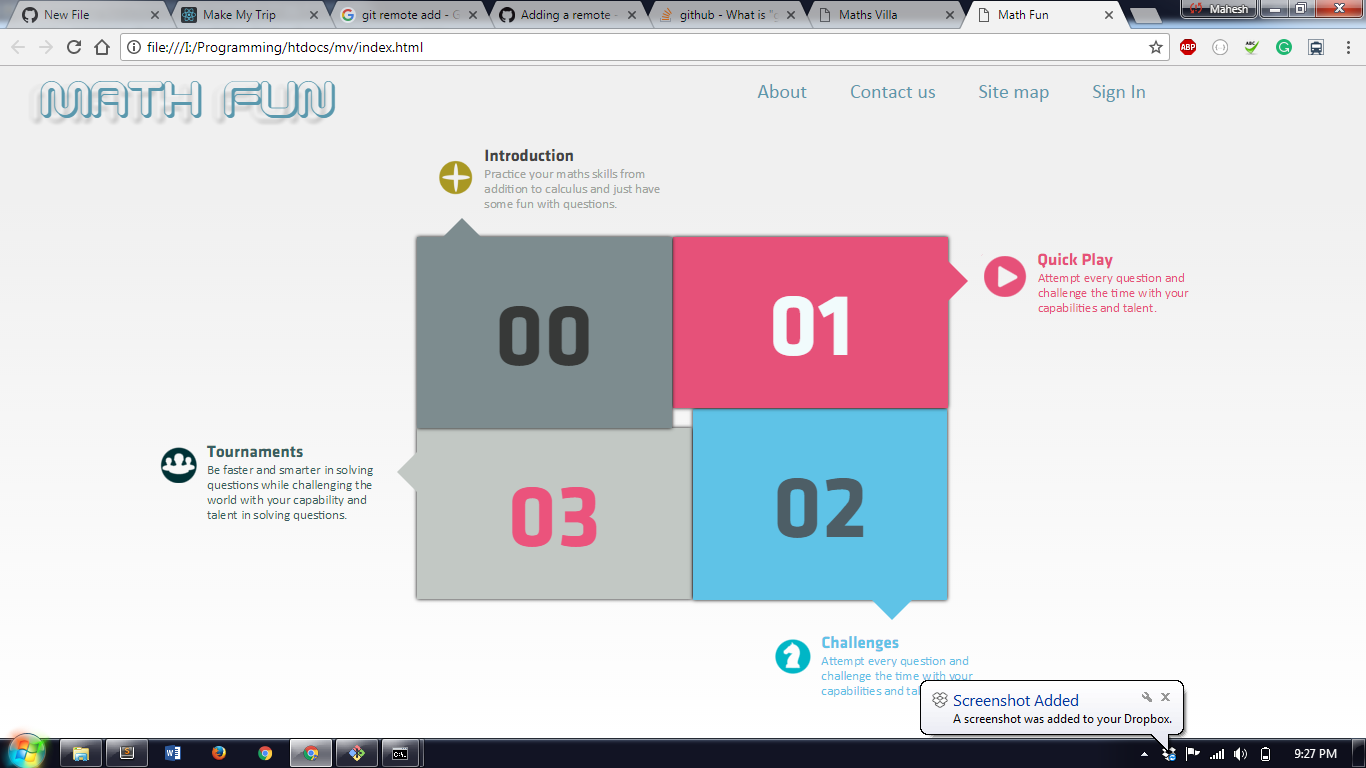 New File
Make My Trip
git remote add - G
Adding a remote -
github - What is "g
Maths Villa
Math Fun
Mahesh
file:///I:/Programming/htdocs/mv/index.html
ABP
ABC
MATH FUN
About
Contact us
Site map
Sign In
Introduction
Practice your maths skills from
addition to calculus and just have
some fun with questions.
00
01
Quick Play
Attempt every question and
challenge the time with your
capabilities and talent.
Tournaments
Be faster and smarter in solving
questions while challenging the
world with your capability and
talent in solving questions.
03
02
Challenges
Attempt every question and
challenge the time with your
capabilities and
Screenshot Added
A screenshot was added to your Dropbox.
C:\.
9:27 PM